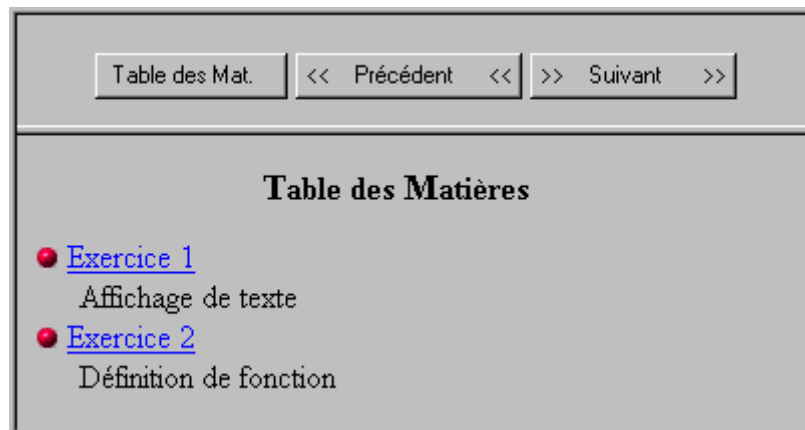 Table des Mat. << Précédent << >> Suivant >>
Table des Matières
Exercice 1
Affichage de texte
Exercice 2
Définition de fonction